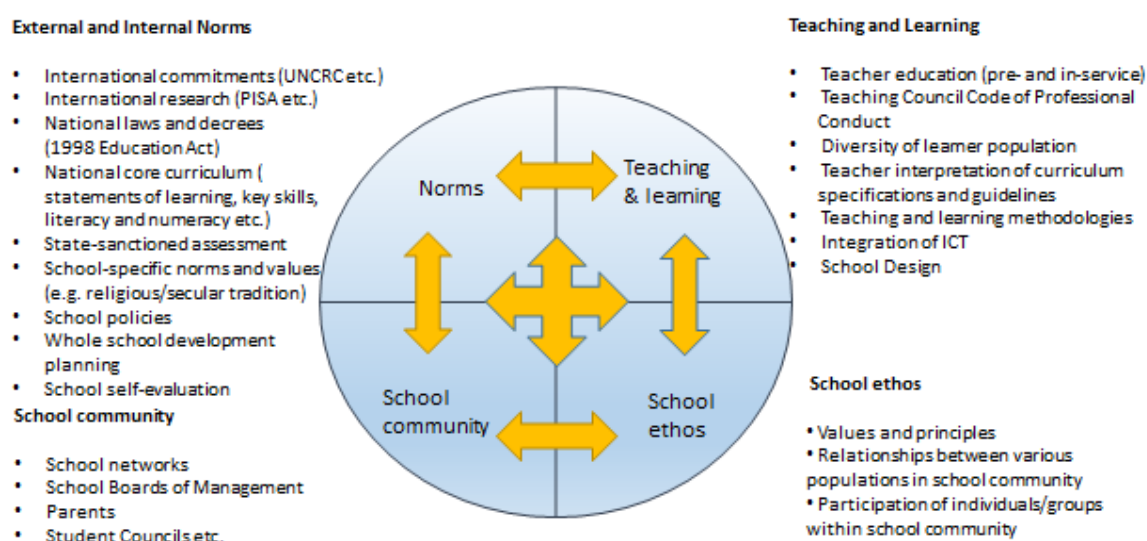 External and Internal Norms
• International commitments (UNCRC etc.)
• International research (PISA etc.)
• National laws and decrees
(1998 Education Act)
• National core curriculum (
statements of learning, key skills,
literacy and numeracy etc.)
• State-sanctioned assessment
• School-specific norms and values
(e.g. religious/secular tradition)
• School policies
• Whole school development
planning
• School self-evaluation
School community
• School networks
• School Boards of Management
• Parents
• Student Councils etc.
Norms
Teaching
& learning
School
community
School
ethos
Teaching and Learning
• Teacher education (pre- and in-service)
• Teaching Council Code of Professional
Conduct
• Diversity of learner population
• Teacher interpretation of curriculum
specifications and guidelines
• Teaching and learning methodologies
• Integration of ICT
• School Design
School ethos
• Values and principles
• Relationships between various
populations in school community
• Participation of individuals/groups
within school community